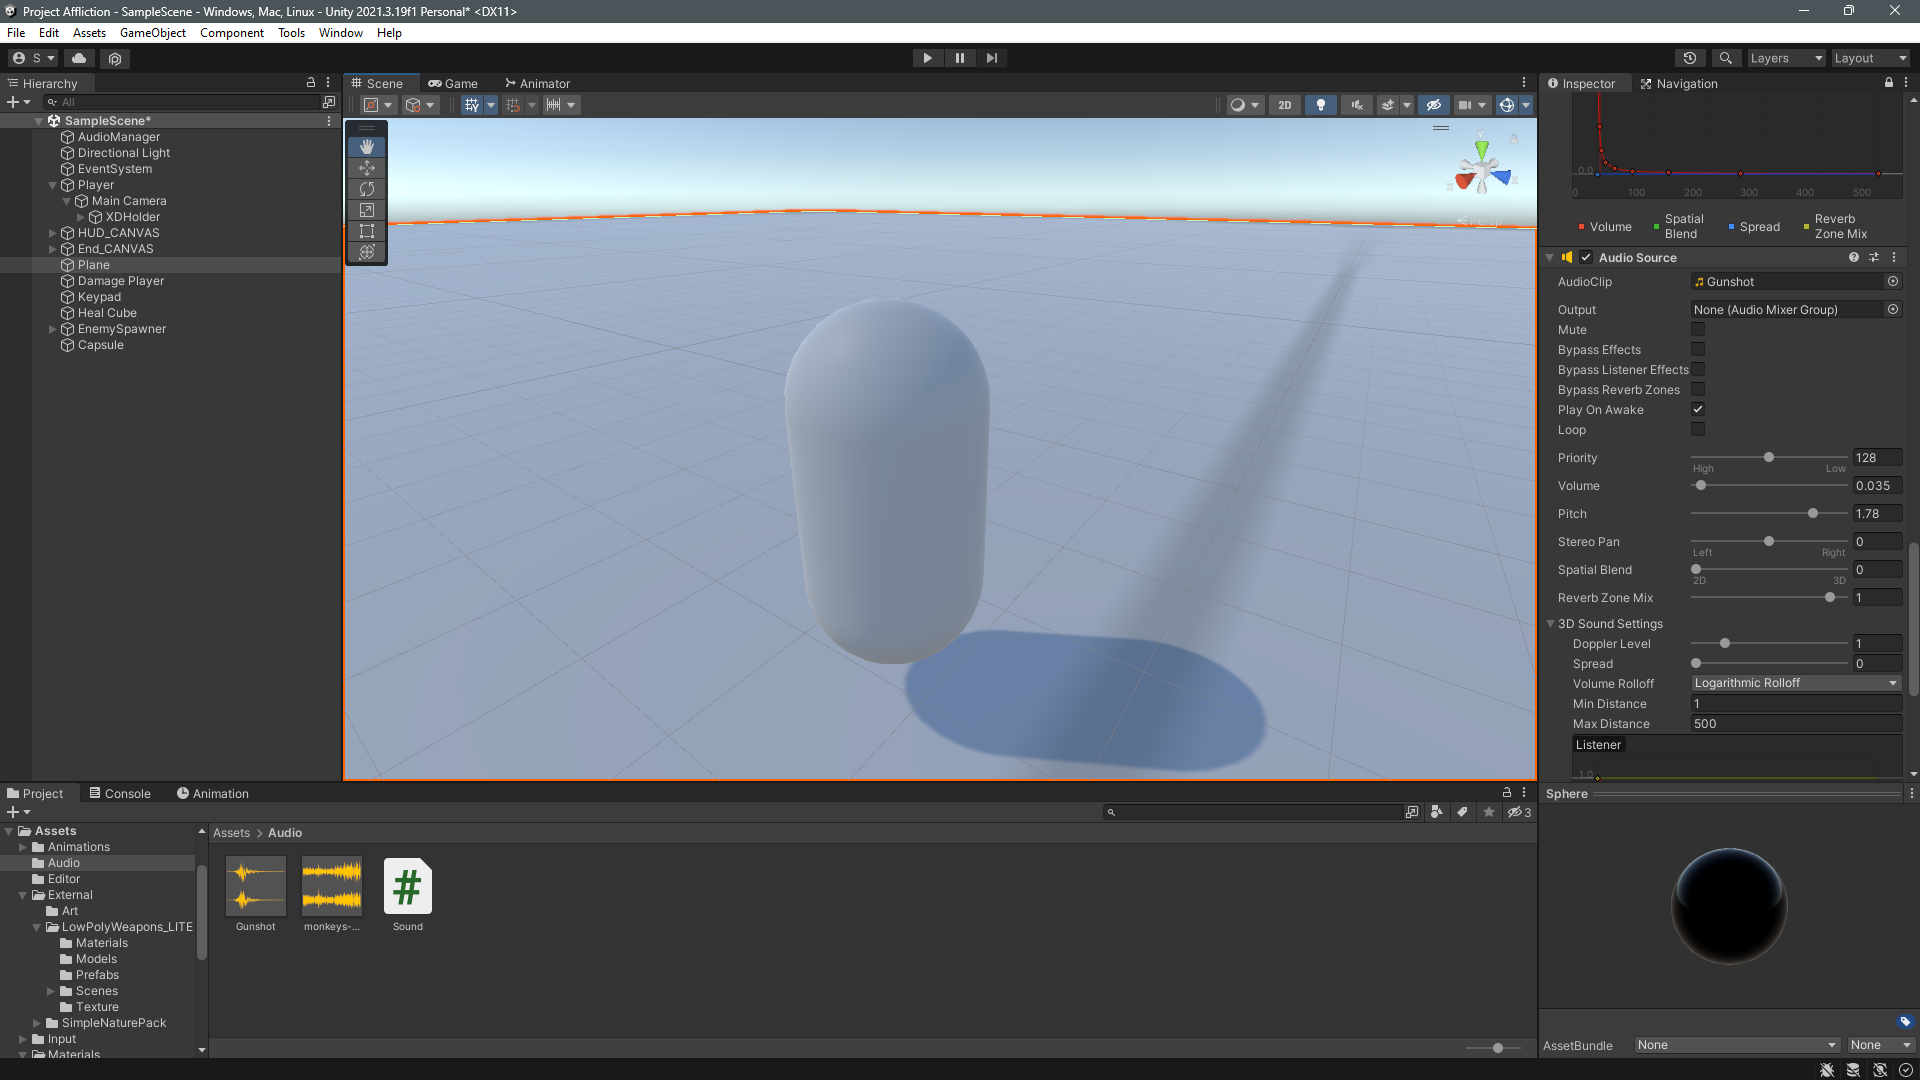 Project Affliction - SampleScene - Windows, Mac, Linux - Unity 2021.3.19f1 Personal* <DX11>
File Edit Assets GameObject Component Tools Window Help
S Layers Layout
Hierarchy
All
SampleScene*
AudioManager
Directional Light
EventSystem
Player
Main Camera
XDHolder
HUD_CANVAS
End_CANVAS
Plane
Damage Player
Keypad
Heal Cube
EnemySpawner
Capsule
Scene Game Animator
2D
y
x
z
Persp
Inspector Navigation
0.0
0 100 200 300 400 500
Volume Spatial Blend Spread Reverb Zone Mix
Audio Source
AudioClip Gunshot
Output None (Audio Mixer Group)
Mute
Bypass Effects
Bypass Listener Effects
Bypass Reverb Zones
Play On Awake
Loop
Priority 128
High Low
Volume 0.035
Pitch 1.78
Stereo Pan 0
Left Right
Spatial Blend 0
2D 3D
Reverb Zone Mix 1
3D Sound Settings
Doppler Level 1
Spread 0
Volume Rolloff Logarithmic Rolloff
Min Distance 1
Max Distance 500
Listener
1.0
Project Console Animation
3
Assets
Animations
Audio
Editor
External
Art
LowPolyWeapons_LITE
Materials
Models
Prefabs
Scenes
Texture
SimpleNaturePack
Input
Materials
Assets > Audio
Gunshot monkeys-... # Sound
Sphere
AssetBundle None None